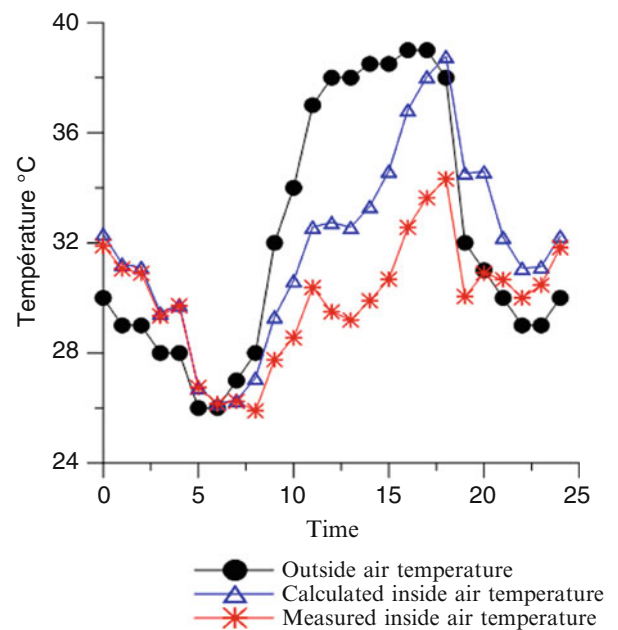 40
36
32
28
24
Température °C
0 5 10 15 20 25
Time
Outside air temperature
Calculated inside air temperature
Measured inside air temperature